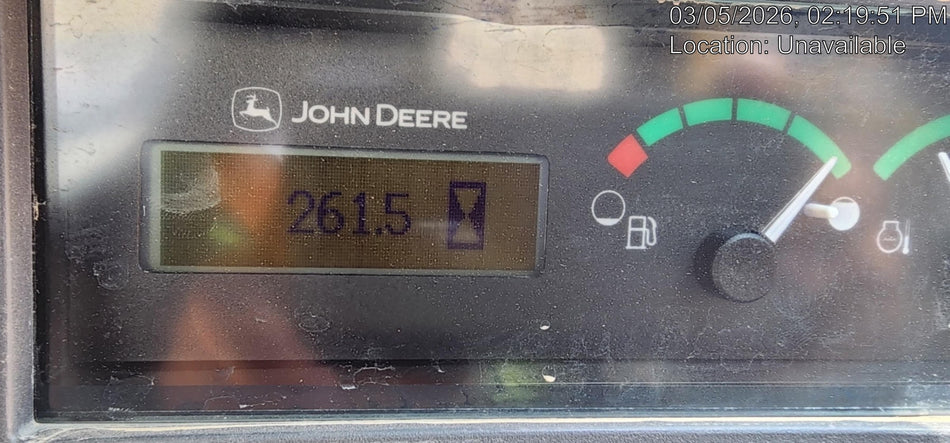 03/05/2026, 02:19:51 PM
Location: Unavailable
JOHN DEERE
261.5